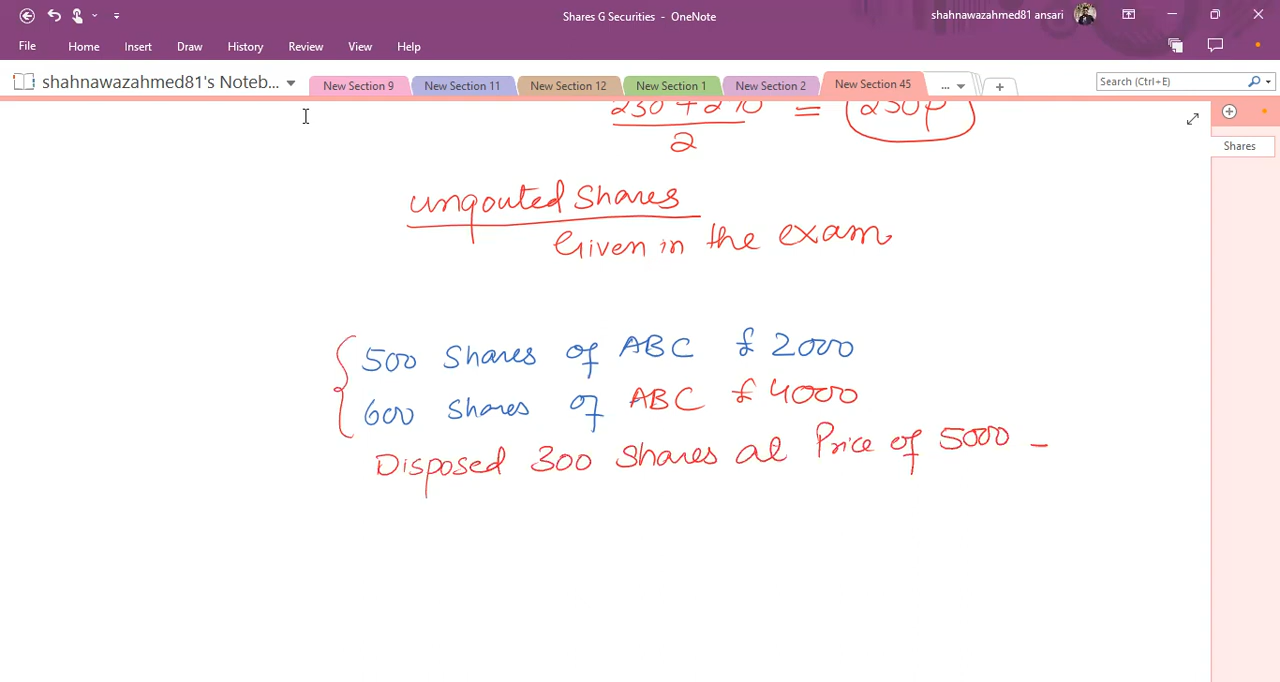 Shares G Securities - OneNote
shahnawazahmed81 ansari
File Home Insert Draw History Review View Help
shahnawazahmed81's Noteb...
New Section 9 New Section 11 New Section 12 New Section 1 New Section 2 New Section 45 ...
Search (Ctrl+E)
Shares
230 + 270 = 250p
2
unqouted Shares
Given in the exam
500 Shares of ABC £ 2000
600 Shares of ABC £ 4000
Disposed 300 Shares at Price of 5000 -